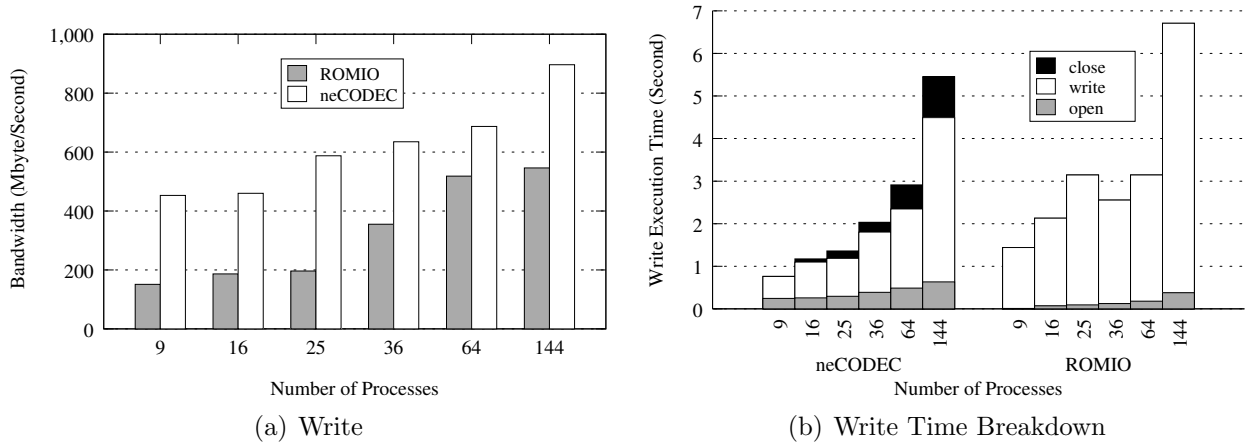 1,000
800
600
400
200
0
Bandwidth (Mbyte/Second)
ROMIO
neCODEC
9 16 25 36 64 144
Number of Processes
(a) Write
7
6
5
4
3
2
1
0
Write Execution Time (Second)
close
write
open
9 16 25 36 64 144 9 16 25 36 64 144
neCODEC ROMIO
Number of Processes
(b) Write Time Breakdown